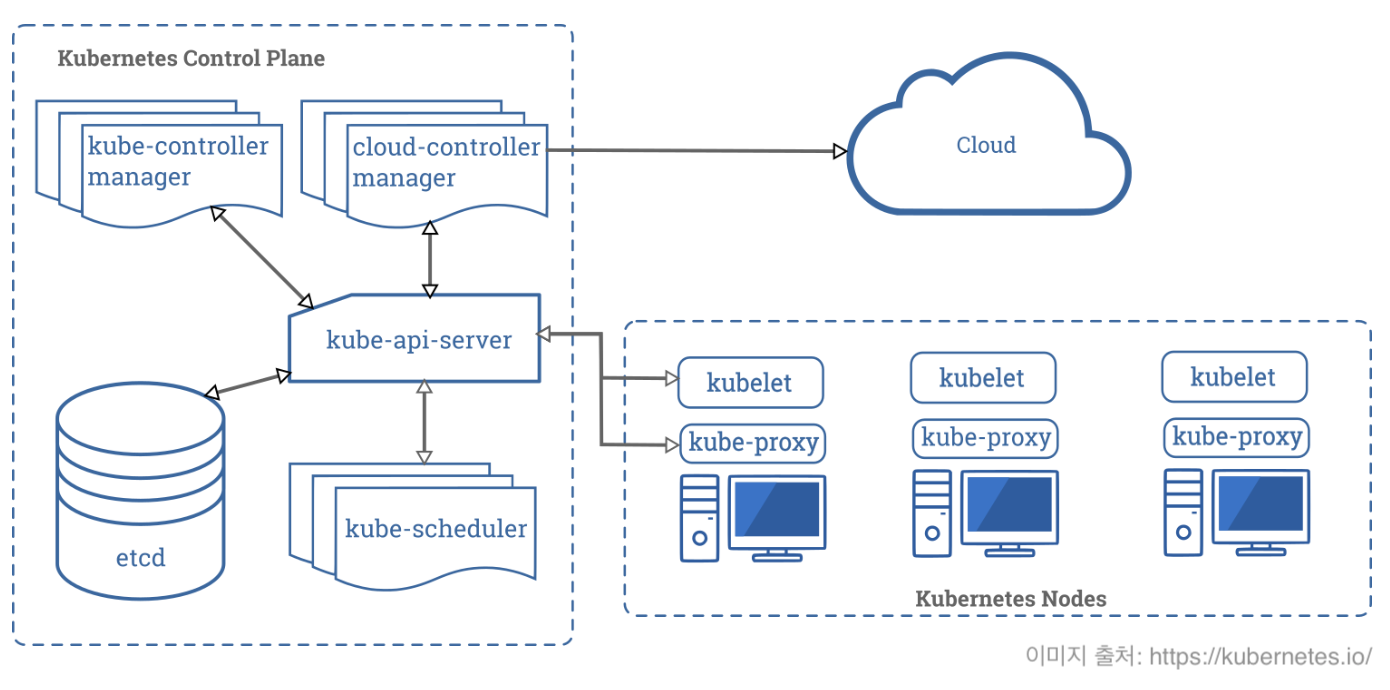 Kubernetes Control Plane
kube-controller
manager
cloud-controller
manager
Cloud
kube-api-server
etcd
kube-scheduler
kubelet
kube-proxy
kubelet
kube-proxy
kubelet
kube-proxy
Kubernetes Nodes
이미지 출처: https://kubernetes.io/